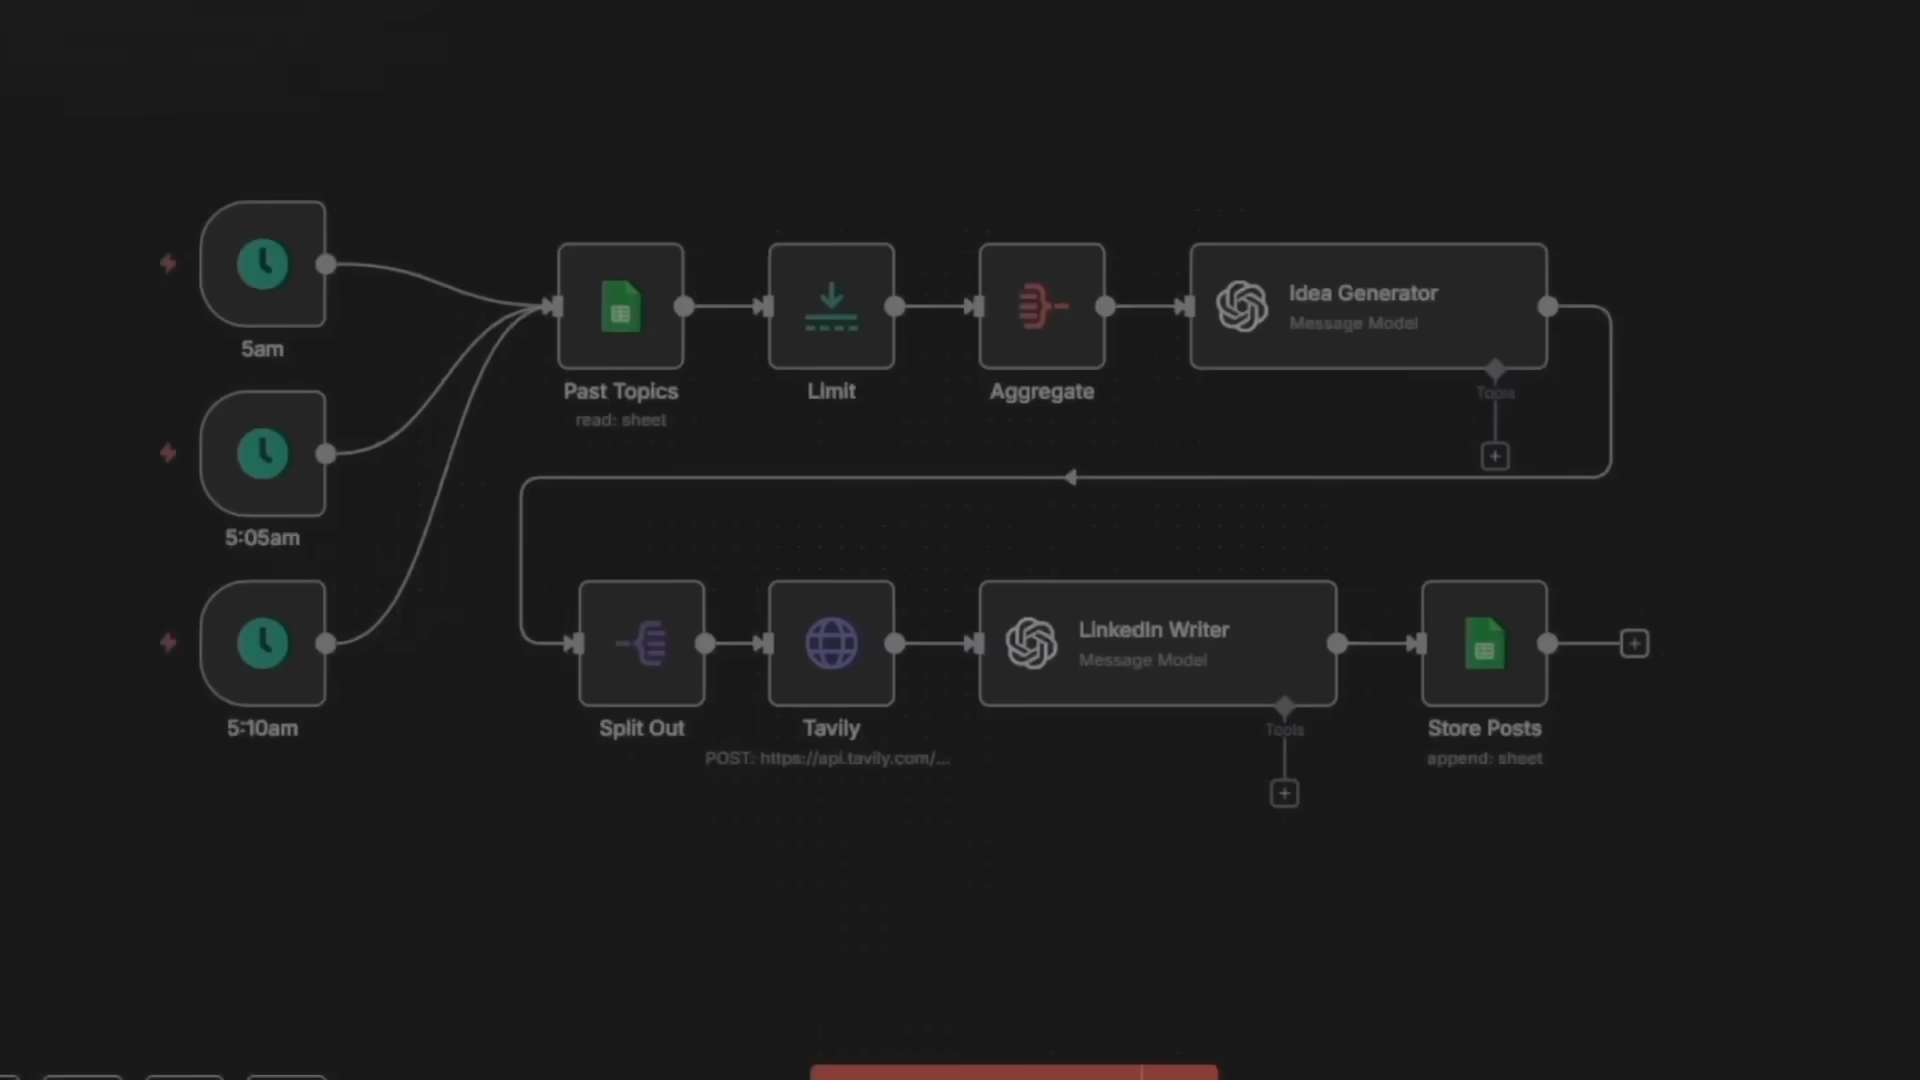 5am
5:05am
5:10am
Past Topics
read: sheet
Limit
Aggregate
Idea Generator
Message Model
Tools
Split Out
Tavily
POST: https://api.tavily.com/...
LinkedIn Writer
Message Model
Tools
Store Posts
append: sheet